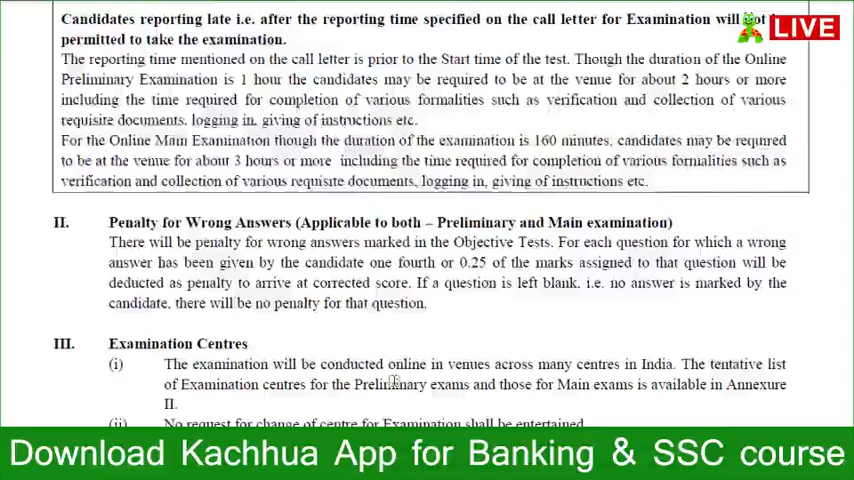 Candidates reporting late i.e. after the reporting time specified on the call letter for Examination will not
permitted to take the examination.
LIVE
The reporting time mentioned on the call letter is prior to the Start time of the test. Though the duration of the Online
Preliminary Examination is 1 hour the candidates may be required to be at the venue for about 2 hours or more
including the time required for completion of various formalities such as verification and collection of various
requisite documents, logging in, giving of instructions etc.
For the Online Main Examination though the duration of the examination is 160 minutes, candidates may be required
to be at the venue for about 3 hours or more including the time required for completion of various formalities such as
verification and collection of various requisite documents, logging in, giving of instructions etc.
II. Penalty for Wrong Answers (Applicable to both – Preliminary and Main examination)
There will be penalty for wrong answers marked in the Objective Tests. For each question for which a wrong
answer has been given by the candidate one fourth or 0.25 of the marks assigned to that question will be
deducted as penalty to arrive at corrected score. If a question is left blank, i.e. no answer is marked by the
candidate, there will be no penalty for that question.
III. Examination Centres
(i) The examination will be conducted online in venues across many centres in India. The tentative list
of Examination centres for the Preliminary exams and those for Main exams is available in Annexure
II.
(ii) No request for change of centre for Examination shall be entertained.
Download Kachhua App for Banking & SSC course